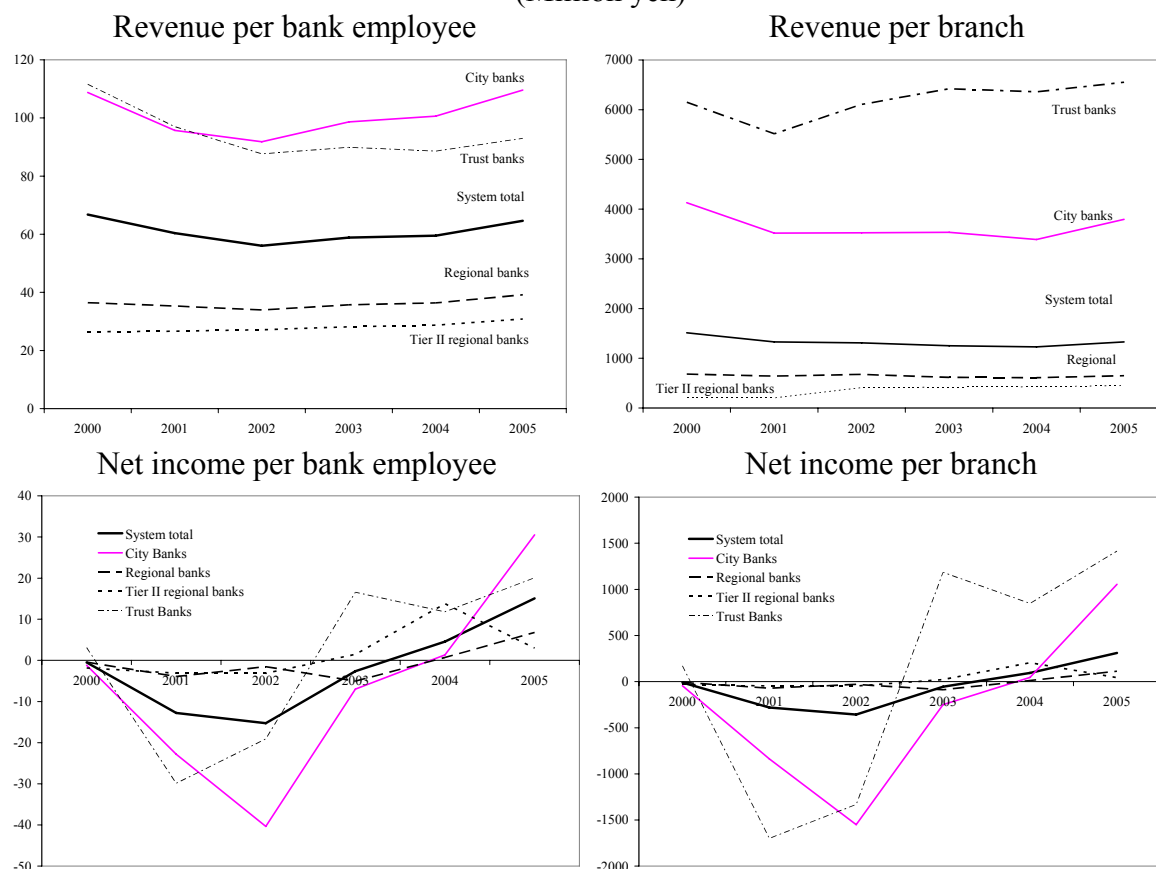 (Million yen)
Revenue per bank employee
120
100
80
60
40
20
0
City banks
Trust banks
System total
Regional banks
Tier II regional banks
2000 2001 2002 2003 2004 2005
Revenue per branch
7000
6000
5000
4000
3000
2000
1000
0
Trust banks
City banks
System total
Regional
Tier II regional banks
2000 2001 2002 2003 2004 2005
Net income per bank employee
40
30
20
10
0
-10
-20
-30
-40
-50
System total
City Banks
Regional banks
Tier II regional banks
Trust Banks
2000 2001 2002 2003 2004 2005
Net income per branch
2000
1500
1000
500
0
-500
-1000
-1500
-2000
System total
City Banks
Regional banks
Tier II regional banks
Trust Banks
2000 2001 2002 2003 2004 2005